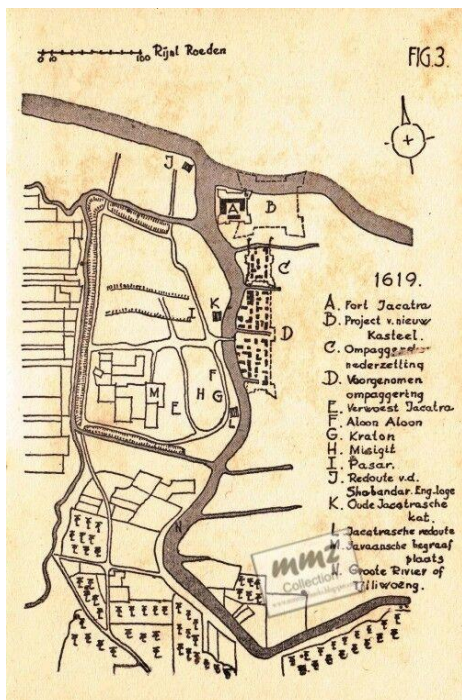 0 10 100 Rijnl Roeden
FIG.3.
J
A
B
C
K
I
D
F
M
H
G
E
L
N
1619.
A. Fort Jacatra
B. Project v. nieuw
Kasteel.
C. Ompaggerde
nederzetting
D. Voorgenomen
ompaggering
E. Verwoest Jacatra
F. Aloon Aloon
G. Kraton
H. Misigit
I. Pasar.
J. Redoute v.d.
Shabandar. Eng. loge
K. Oude Jacatrasche
kat.
L. Jacatrasche redoute
M. Javaansche begraaf
plaats
N. Groote Rivier of
Tjiliwoeng.
mmi
Collection